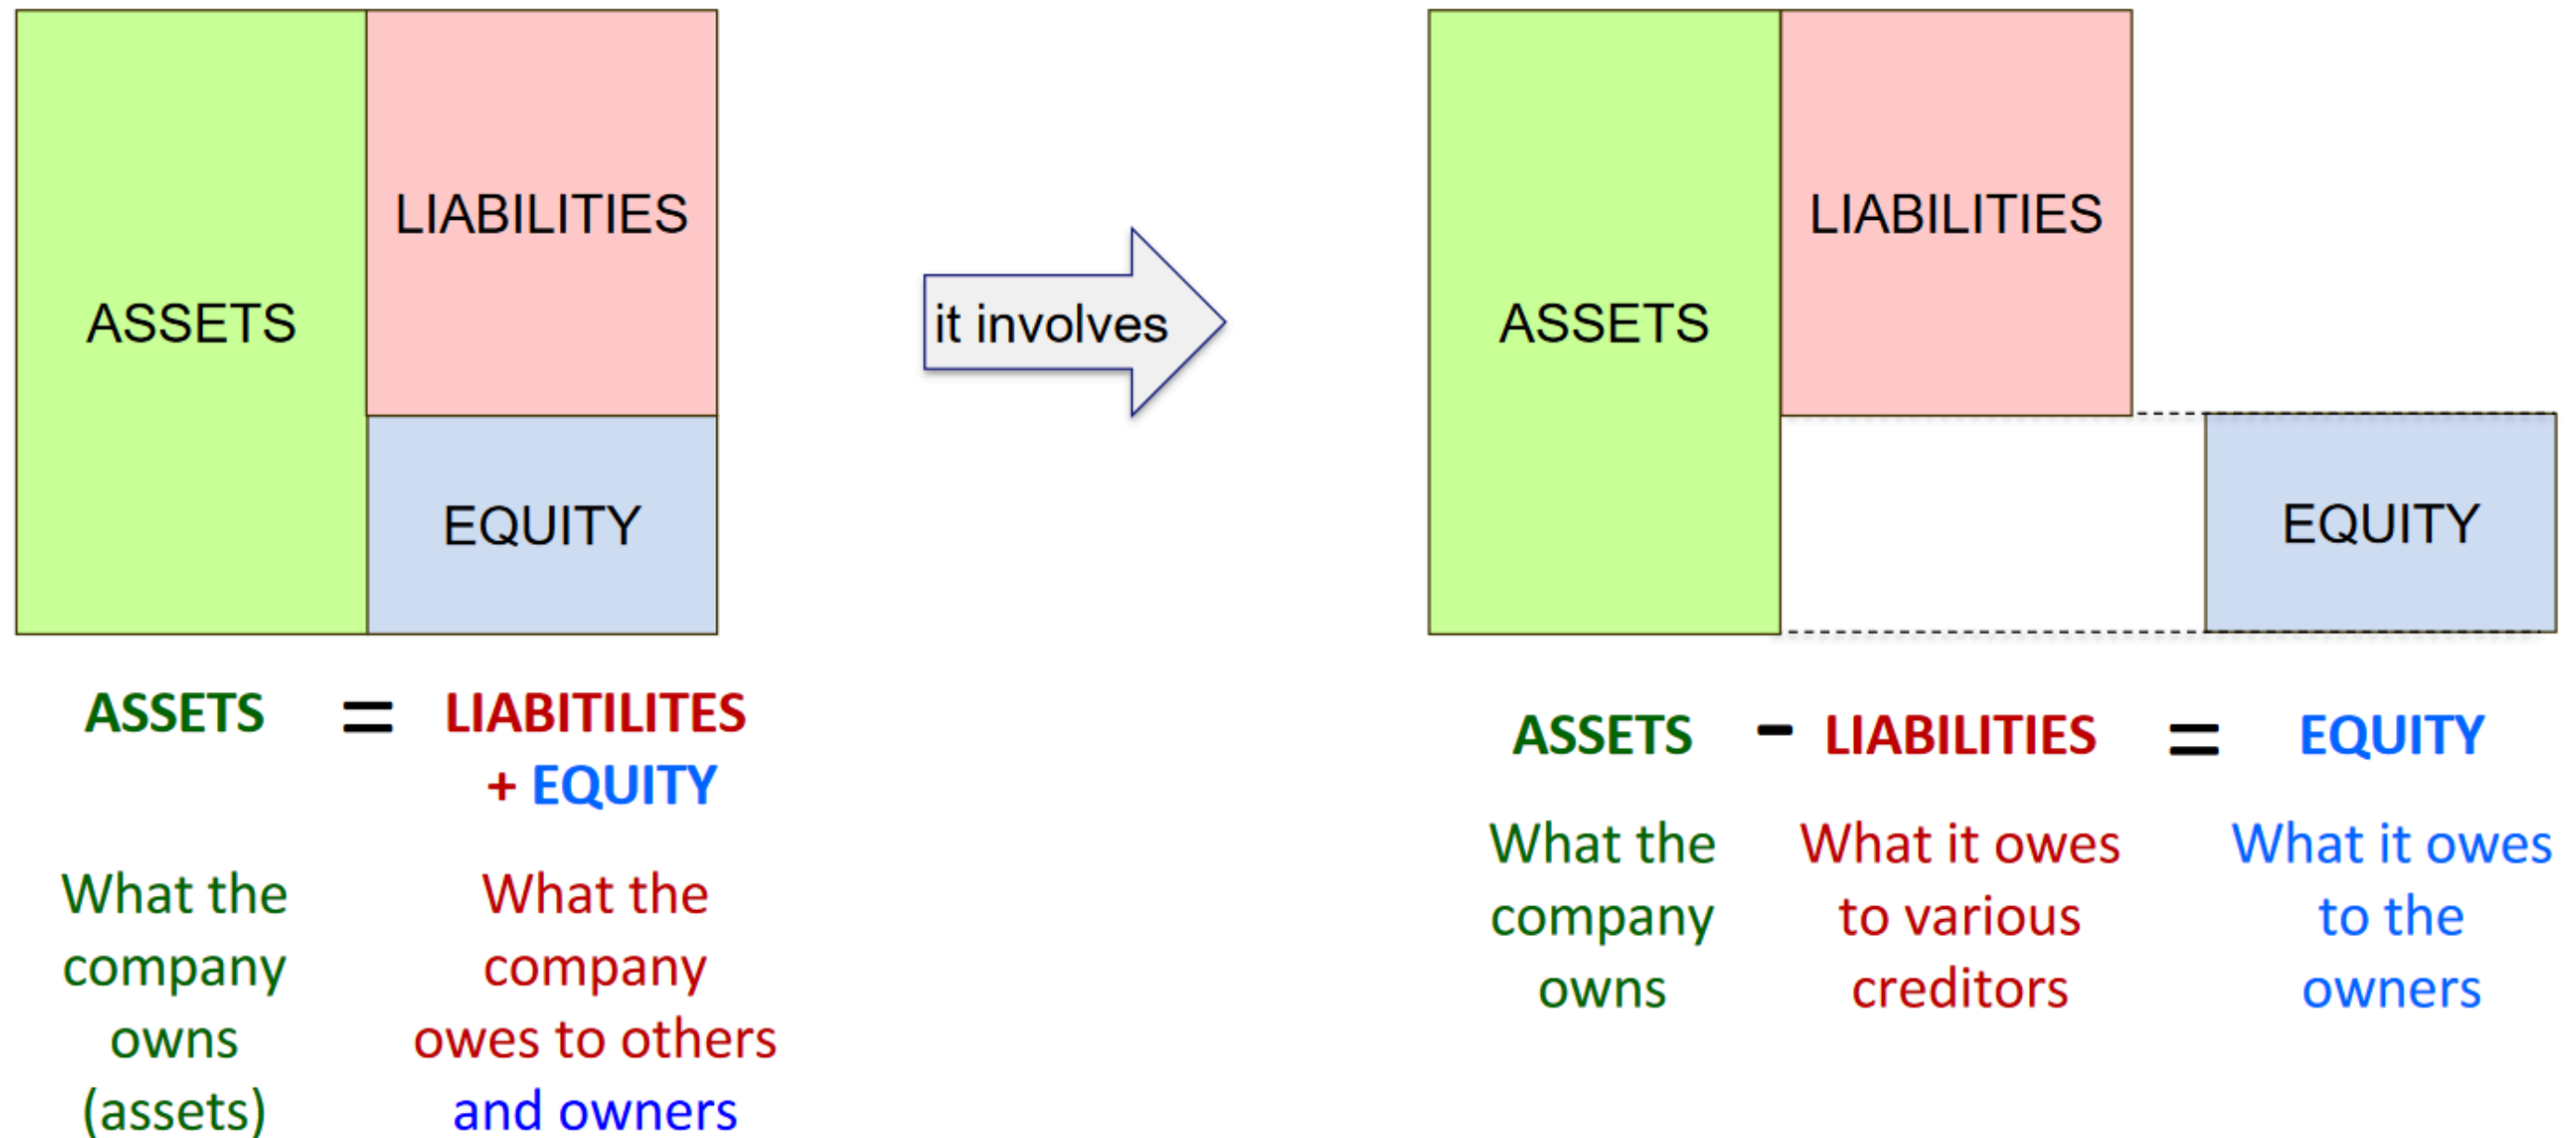 ASSETS
LIABILITIES
EQUITY
it involves
ASSETS
LIABILITIES
EQUITY
ASSETS = LIABITILITES
+ EQUITY
What the
company
owns
(assets)
What the
company
owes to others
and owners
ASSETS - LIABILITIES = EQUITY
What the
company
owns
What it owes
to various
creditors
What it owes
to the
owners